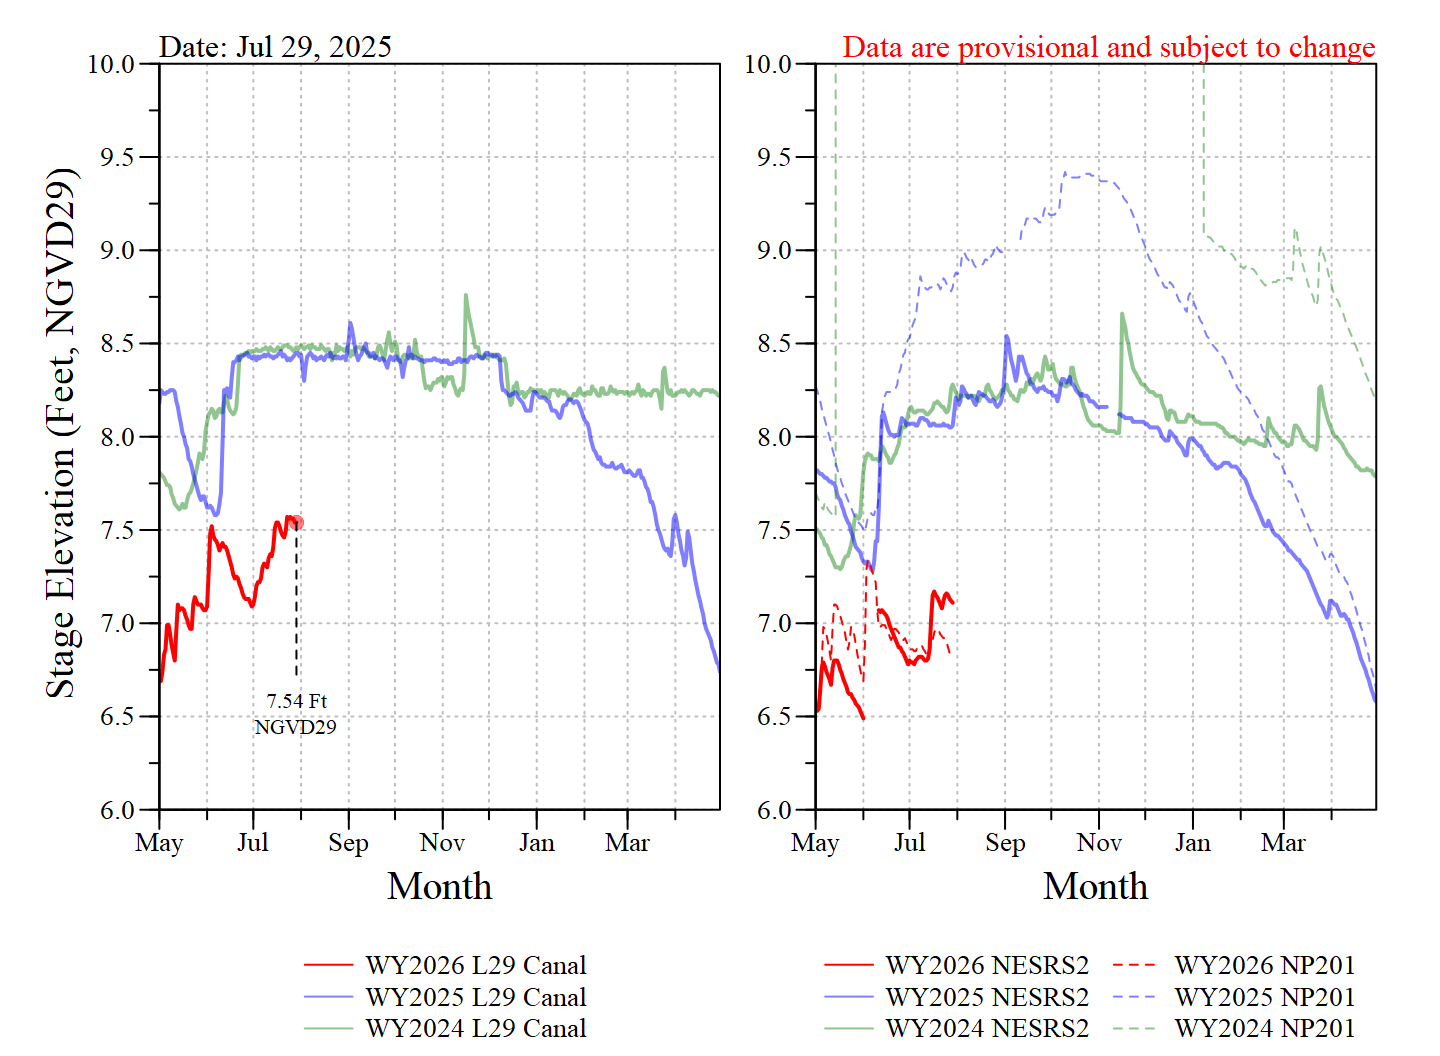 Date: Jul 29, 2025
Data are provisional and subject to change
Stage Elevation (Feet, NGVD29)
10.0
9.5
9.0
8.5
8.0
7.5
7.0
6.5
6.0
7.54 Ft
NGVD29
May Jul Sep Nov Jan Mar
Month
10.0
9.5
9.0
8.5
8.0
7.5
7.0
6.5
6.0
May Jul Sep Nov Jan Mar
Month
WY2026 L29 Canal
WY2025 L29 Canal
WY2024 L29 Canal
WY2026 NESRS2 WY2026 NP201
WY2025 NESRS2 WY2025 NP201
WY2024 NESRS2 WY2024 NP201